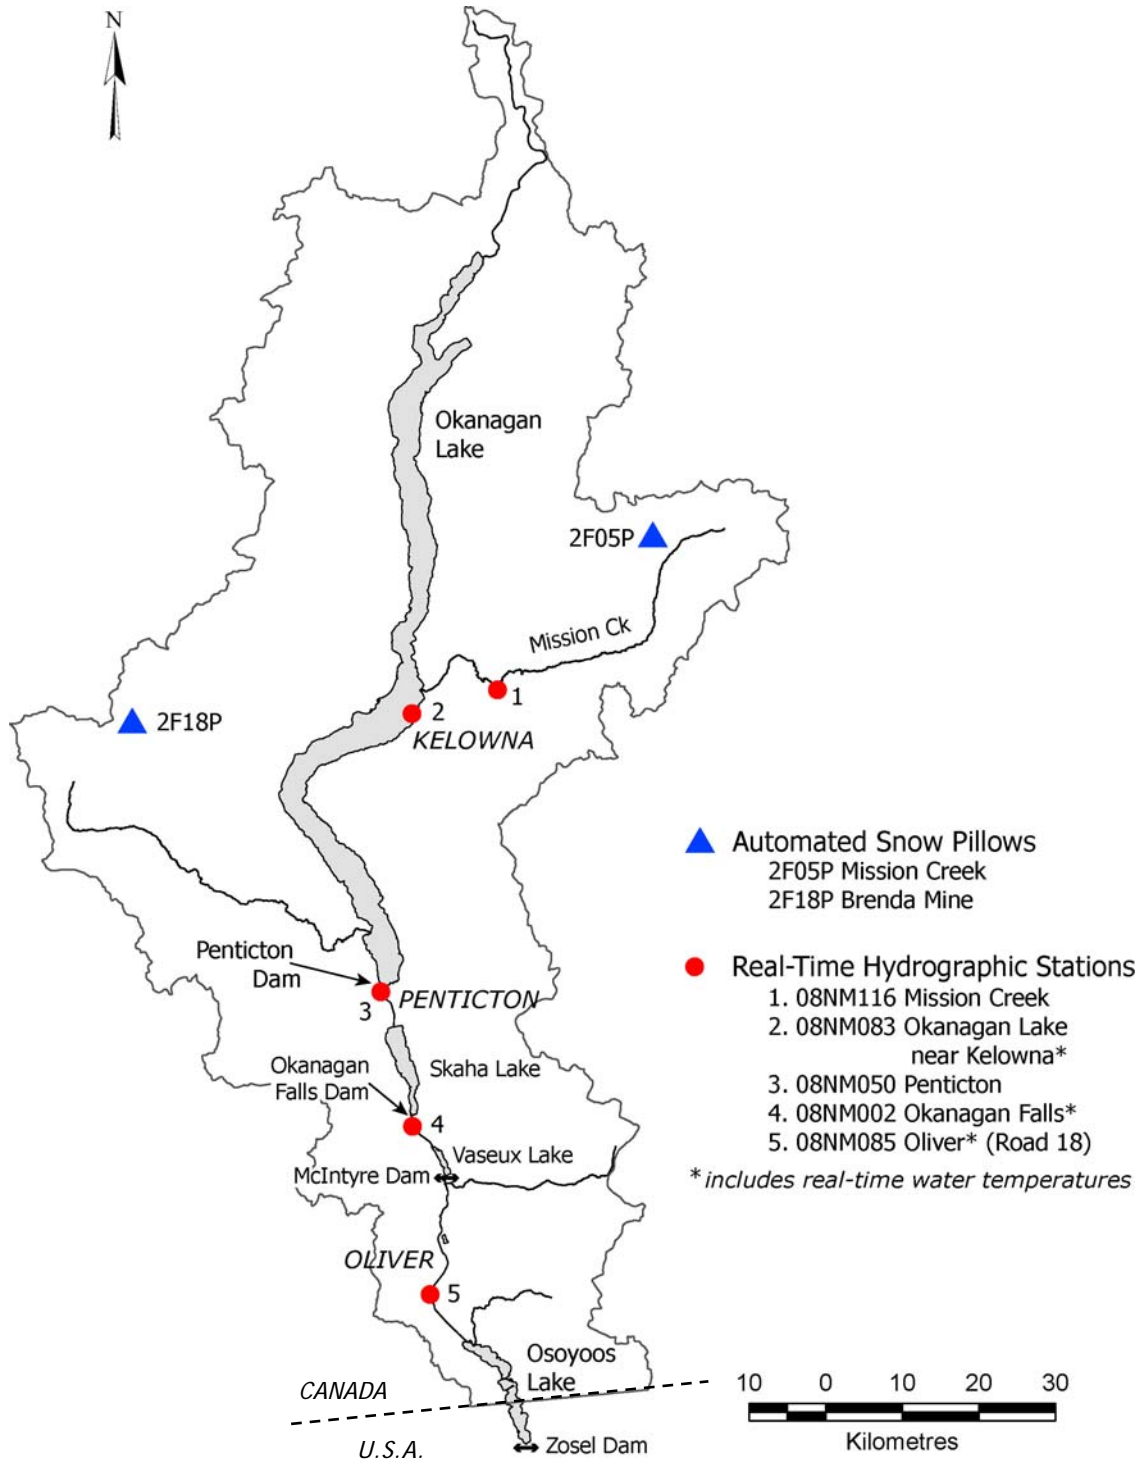 N
Okanagan
Lake
2F05P
Mission Ck
1
2F18P
2
KELOWNA
Automated Snow Pillows
2F05P Mission Creek
2F18P Brenda Mine
Penticton
Dam
PENTICTON
3
Real-Time Hydrographic Stations
1. 08NM116 Mission Creek
2. 08NM083 Okanagan Lake
near Kelowna*
3. 08NM050 Penticton
4. 08NM002 Okanagan Falls*
5. 08NM085 Oliver* (Road 18)
*includes real-time water temperatures
Okanagan
Falls Dam
Skaha Lake
4
Vaseux Lake
McIntyre Dam
OLIVER
5
Osoyoos
Lake
CANADA
U.S.A.
Zosel Dam
10 0 10 20 30
Kilometres